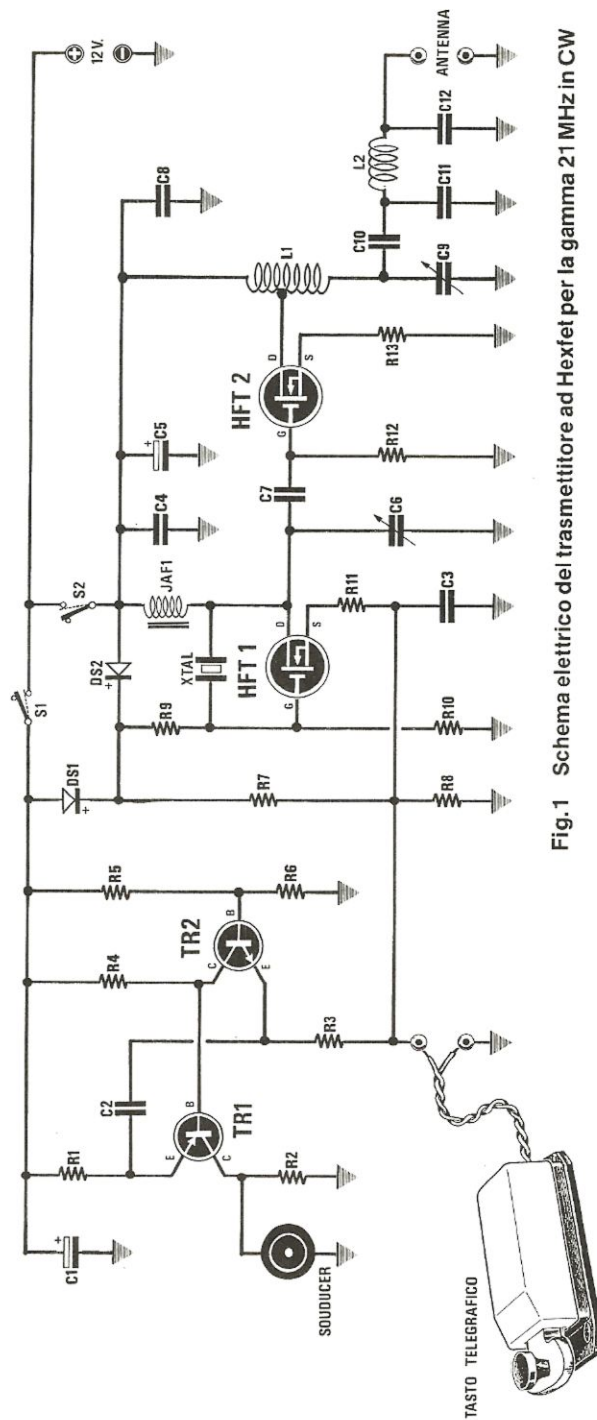 C1
R1
C2
E
B
C
TR1
R2
SOUDUCER
R4
R5
C
B
E
TR2
R6
R3
TASTO TELEGRAFICO
S1
DS1
+
DS2
+
S2
R7
R8
R9
R10
XTAL
JAF1
G
D
S
HFT 1
R11
C3
C4
C5
+
C6
C7
R12
G
D
S
HFT 2
R13
L1
C8
C9
C10
L2
C11
C12
ANTENNA
+
12 V.
-
+
Fig.1 Schema elettrico del trasmettitore ad Hexfet per la gamma 21 MHz in CW